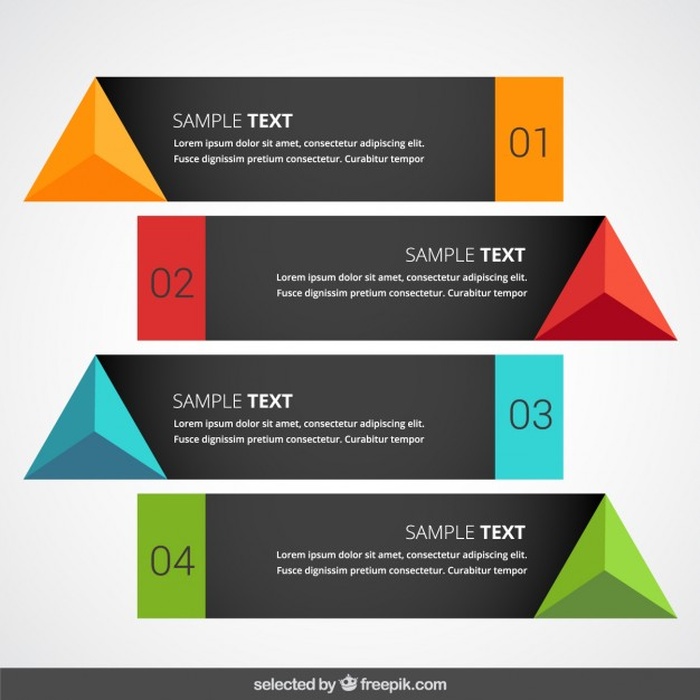 SAMPLE TEXT
Lorem ipsum dolor sit amet, consectetur adipiscing elit.
Fusce dignissim pretium consectetur. Curabitur tempor
01
02
SAMPLE TEXT
Lorem ipsum dolor sit amet, consectetur adipiscing elit.
Fusce dignissim pretium consectetur. Curabitur tempor
SAMPLE TEXT
Lorem ipsum dolor sit amet, consectetur adipiscing elit.
Fusce dignissim pretium consectetur. Curabitur tempor
03
04
SAMPLE TEXT
Lorem ipsum dolor sit amet, consectetur adipiscing elit.
Fusce dignissim pretium consectetur. Curabitur tempor
selected by freepik.com